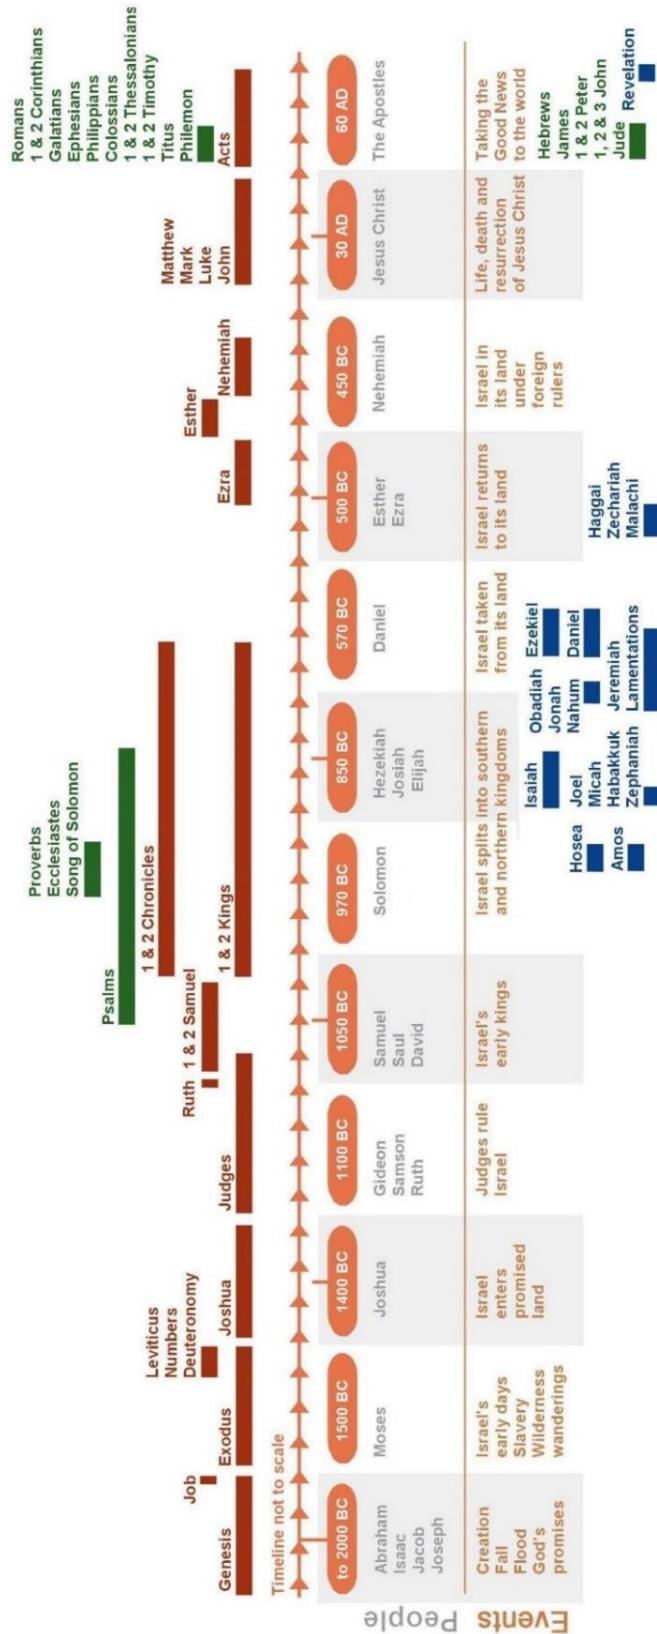 Romans
1 & 2 Corinthians
Galatians
Ephesians
Philippians
Colossians
1 & 2 Thessalonians
1 & 2 Timothy
Titus
Philemon
Proverbs
Ecclesiastes
Song of Solomon
Psalms
1 & 2 Chronicles
Leviticus
Numbers
Deuteronomy
Job
Ruth
1 & 2 Samuel
Esther
Matthew
Mark
Luke
John
Genesis
Exodus
Joshua
Judges
1 & 2 Kings
Ezra
Nehemiah
Acts
Timeline not to scale
to 2000 BC
1500 BC
1400 BC
1100 BC
1050 BC
970 BC
850 BC
570 BC
500 BC
450 BC
30 AD
60 AD
People
Abraham
Isaac
Jacob
Joseph
Moses
Joshua
Gideon
Samson
Ruth
Samuel
Saul
David
Solomon
Hezekiah
Josiah
Elijah
Daniel
Esther
Ezra
Nehemiah
Jesus Christ
The Apostles
Events
Creation
Fall
Flood
God's
promises
Israel's
early days
Slavery
Wilderness
wanderings
Israel
enters
promised
land
Judges rule
Israel
Israel's
early kings
Israel splits into southern
and northern kingdoms
Israel taken
from its land
Israel returns
to its land
Israel in
its land
under
foreign
rulers
Life, death and
resurrection
of Jesus Christ
Taking the
Good News
to the world
Hosea
Amos
Isaiah
Joel
Micah
Habakkuk
Zephaniah
Obadiah
Jonah
Nahum
Jeremiah
Lamentations
Ezekiel
Daniel
Haggai
Zechariah
Malachi
Hebrews
James
1 & 2 Peter
1, 2 & 3 John
Jude
Revelation